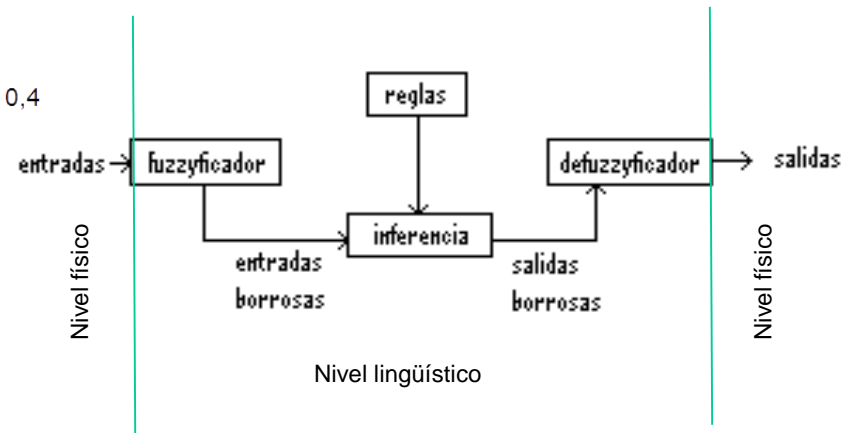 reglas
0,4
entradas
fuzzyficador
defuzzyficador
salidas
inferencia
entradas
borrosas
salidas
borrosas
Nivel físico
Nivel físico
Nivel lingüístico